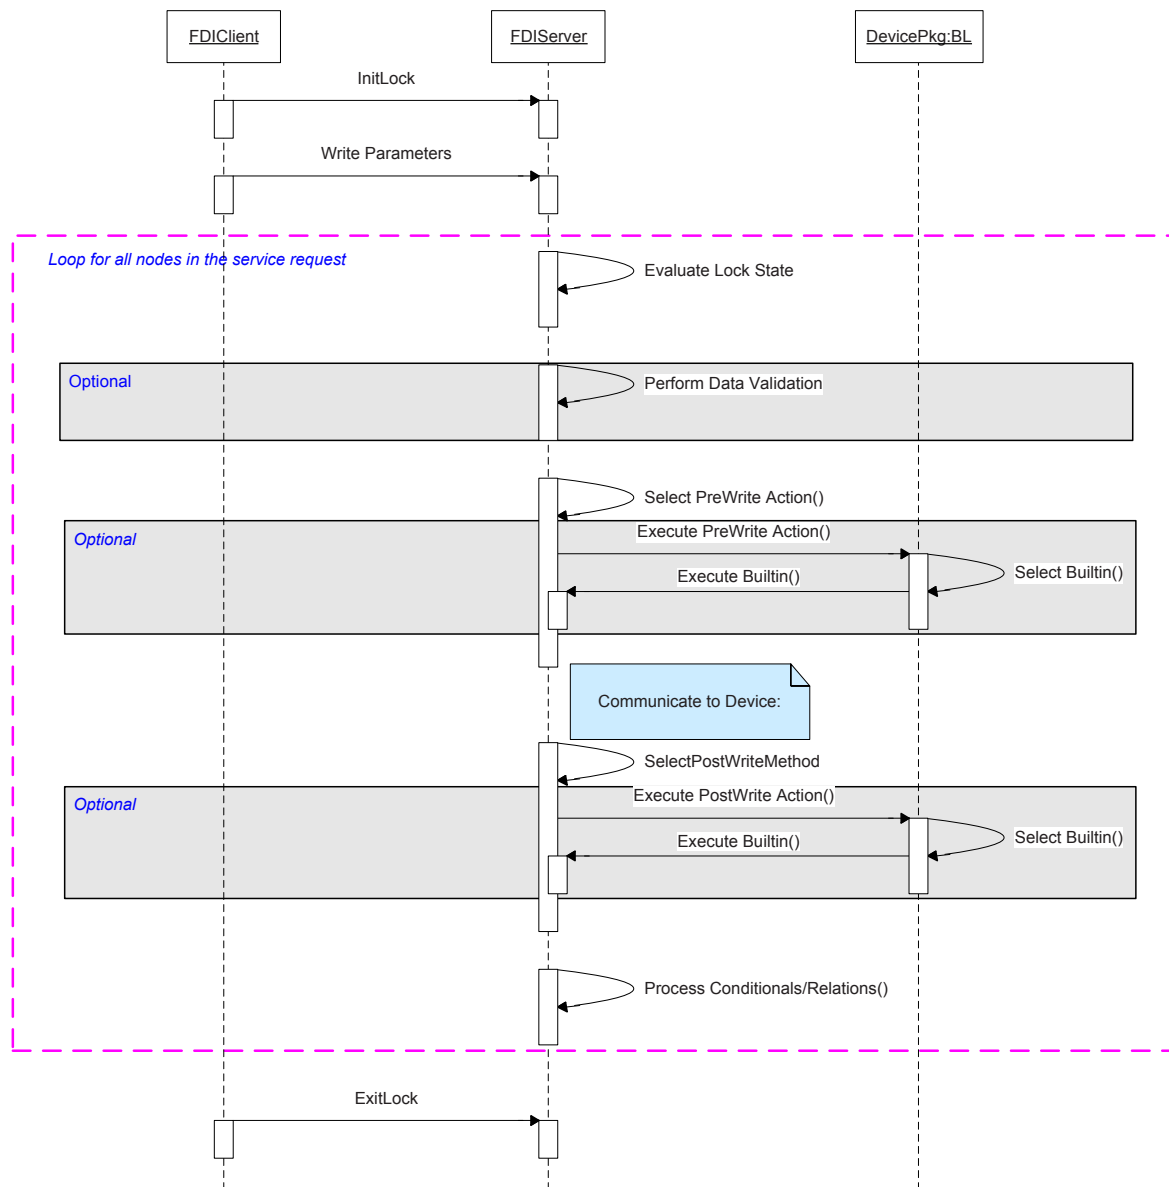 FDIClient
FDIServer
DevicePkg:BL
InitLock
Write Parameters
Loop for all nodes in the service request
Evaluate Lock State
Optional
Perform Data Validation
Select PreWrite Action()
Optional
Execute PreWrite Action()
Select Builtin()
Execute Builtin()
Communicate to Device:
SelectPostWriteMethod
Optional
Execute PostWrite Action()
Select Builtin()
Execute Builtin()
Process Conditionals/Relations()
ExitLock